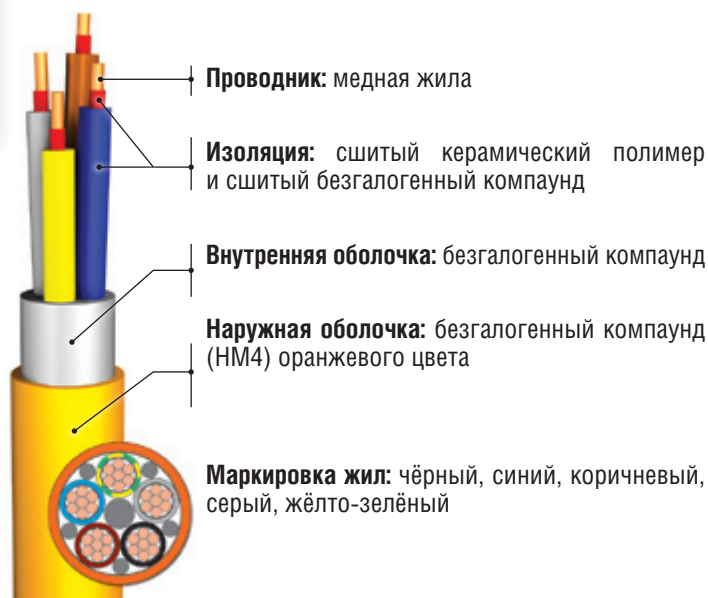 Проводник: медная жила
Изоляция: сшитый керамический полимер
и сшитый безгалогенный компаунд
Внутренняя оболочка: безгалогенный компаунд
Наружная оболочка: безгалогенный компаунд
(НМ4) оранжевого цвета
Маркировка жил: чёрный, синий, коричневый,
серый, жёлто-зелёный